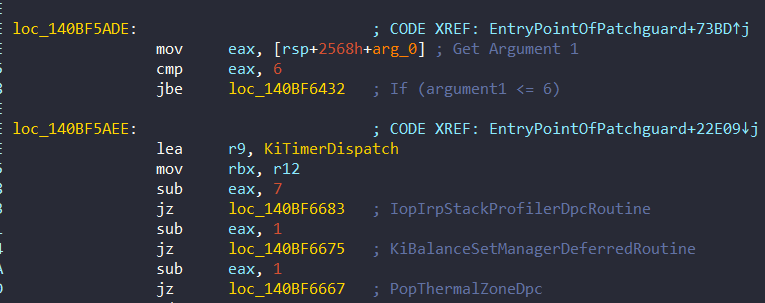 loc_140BF5ADE: ; CODE XREF: EntryPointOfPatchguard+73BD↑j
mov eax, [rsp+2568h+arg_0] ; Get Argument 1
cmp eax, 6
jbe loc_140BF6432 ; If (argument1 <= 6)
loc_140BF5AEE: ; CODE XREF: EntryPointOfPatchguard+22E09↓j
lea r9, KiTimerDispatch
mov rbx, r12
sub eax, 7
jz loc_140BF6683 ; IopIrpStackProfilerDpcRoutine
sub eax, 1
jz loc_140BF6675 ; KiBalanceSetManagerDeferredRoutine
sub eax, 1
jz loc_140BF6667 ; PopThermalZoneDpc